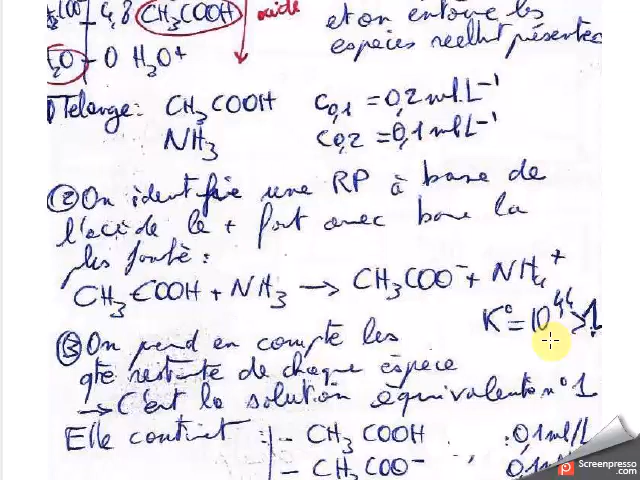 4,8 CH₃COOH acide
et on entoure les
espèces réellt présentes
H₂O 0 H₃O+
Mélange : CH₃COOH C₀,₁ = 0,2 mol.L⁻¹
NH₃ C₀,₂ = 0,1 mol.L⁻¹
② On identifie une RP à base de
l'acide le + fort avec base la
plus forte :
CH₃COOH + NH₃ → CH₃COO⁻ + NH₄⁺
K° = 10^4,4 >1
③ On prend en compte les
qté restante de chaque espèce
→ C'est la solution équivalente n°1
Elle contient : - CH₃COOH : 0,1 mol/L
- CH₃COO⁻
Screenpresso